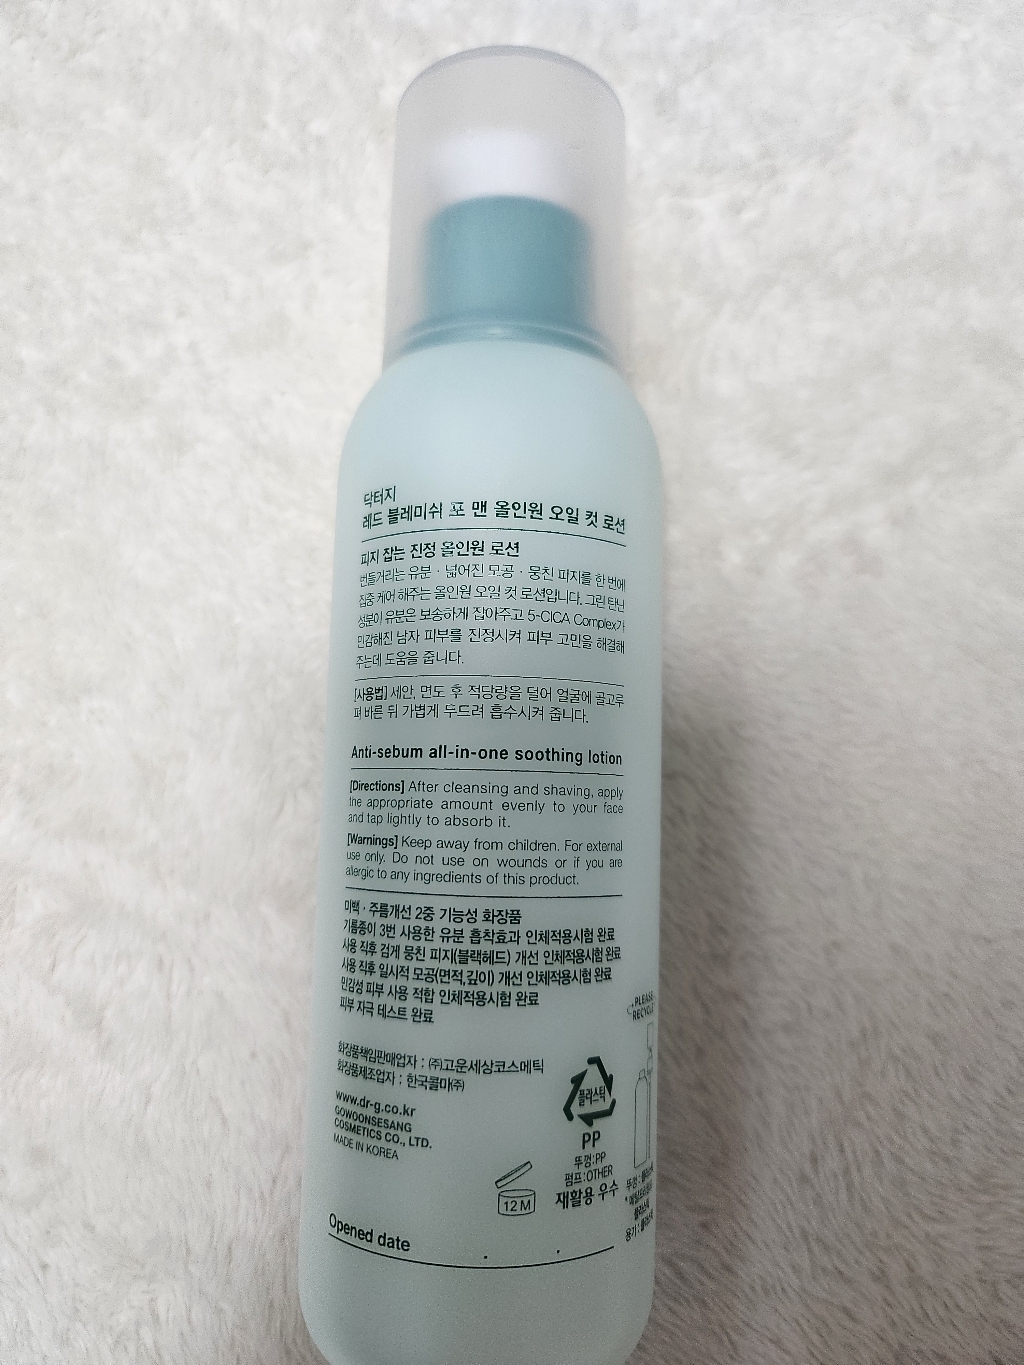 닥터지
레드 블레미쉬 포 맨 올인원 오일 컷 로션
피지 잡는 진정 올인원 로션
번들거리는 유분 · 넓어진 모공 · 뭉친 피지를 한 번에
집중 케어 해주는 올인원 오일 컷 로션입니다. 그린 탄닌
성분이 유분은 보송하게 잡아주고 5-CICA Complex가
민감해진 남자 피부를 진정시켜 피부 고민을 해결해
주는데 도움을 줍니다.
[사용법] 세안, 면도 후 적당량을 덜어 얼굴에 골고루
펴 바른 뒤 가볍게 두드려 흡수시켜 줍니다.
Anti-sebum all-in-one soothing lotion
[Directions] After cleansing and shaving, apply
the appropriate amount evenly to your face
and tap lightly to absorb it.
[Warnings] Keep away from children. For external
use only. Do not use on wounds or if you are
allergic to any ingredients of this product.
미백 · 주름개선 2중 기능성 화장품
기름종이 3번 사용한 유분 흡착효과 인체적용시험 완료
사용 직후 검게 뭉친 피지(블랙헤드) 개선 인체적용시험 완료
사용 직후 일시적 모공(면적,깊이) 개선 인체적용시험 완료
민감성 피부 사용 적합 인체적용시험 완료
피부 자극 테스트 완료
화장품책임판매업자 : ㈜고운세상코스메틱
화장품제조업자 : 한국콜마㈜
www.dr-g.co.kr
GOWOONSESANG
COSMETICS CO., LTD.
MADE IN KOREA
플라스틱
PP
뚜껑:PP
펌프:OTHER
재활용 우수
12M
PLEASE
RECYCLE
Opened date